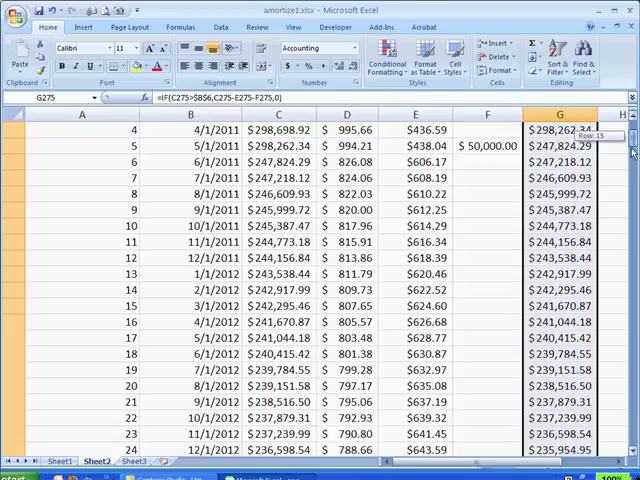 amortize1.xlsx - Microsoft Excel
Home Insert Page Layout Formulas Data Review View Developer Add-Ins Acrobat
Calibri 11 Accounting Insert
Delete
Paste $ % , Conditional Format Cell Format Sort & Find &
Formatting as Table Styles Filter Select
Clipboard Font Alignment Number Styles Cells Editing
G275 =IF(C275>$B$6,C275-E275-F275,0)
A B C D E F G H
4 4/1/2011 $298,698.92 $ 995.66 $436.59 $298,262.34
Row: 15
5 5/1/2011 $298,262.34 $ 994.21 $438.04 $ 50,000.00 $247,824.29
6 6/1/2011 $247,824.29 $ 826.08 $606.17 $247,218.12
7 7/1/2011 $247,218.12 $ 824.06 $608.19 $246,609.93
8 8/1/2011 $246,609.93 $ 822.03 $610.22 $245,999.72
9 9/1/2011 $245,999.72 $ 820.00 $612.25 $245,387.47
10 10/1/2011 $245,387.47 $ 817.96 $614.29 $244,773.18
11 11/1/2011 $244,773.18 $ 815.91 $616.34 $244,156.84
12 12/1/2011 $244,156.84 $ 813.86 $618.39 $243,538.44
13 1/1/2012 $243,538.44 $ 811.79 $620.46 $242,917.99
14 2/1/2012 $242,917.99 $ 809.73 $622.52 $242,295.46
15 3/1/2012 $242,295.46 $ 807.65 $624.60 $241,670.87
16 4/1/2012 $241,670.87 $ 805.57 $626.68 $241,044.18
17 5/1/2012 $241,044.18 $ 803.48 $628.77 $240,415.42
18 6/1/2012 $240,415.42 $ 801.38 $630.87 $239,784.55
19 7/1/2012 $239,784.55 $ 799.28 $632.97 $239,151.58
20 8/1/2012 $239,151.58 $ 797.17 $635.08 $238,516.50
21 9/1/2012 $238,516.50 $ 795.06 $637.19 $237,879.31
22 10/1/2012 $237,879.31 $ 792.93 $639.32 $237,239.99
23 11/1/2012 $237,239.99 $ 790.80 $641.45 $236,598.54
24 12/1/2012 $236,598.54 $ 788.66 $643.59 $235,954.95
Sheet1 Sheet2 Sheet3
start 100%